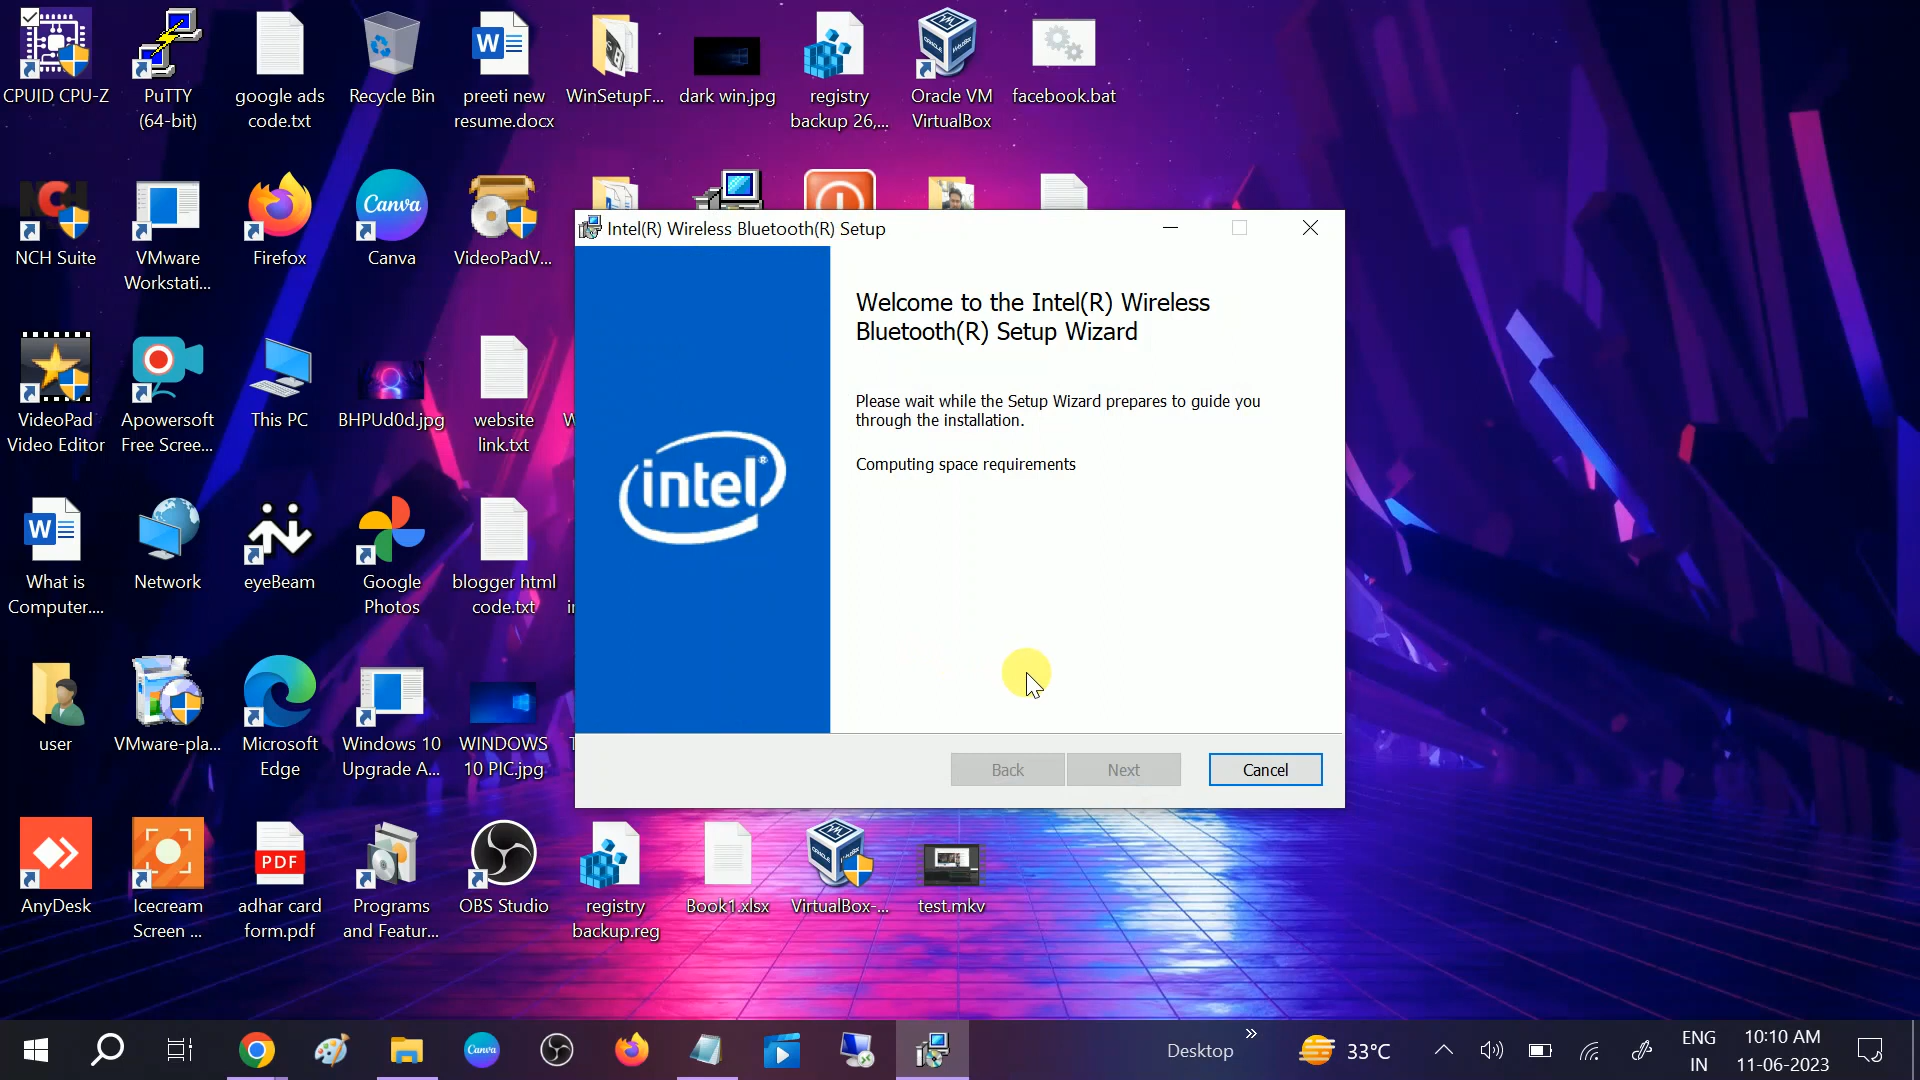 CPUID CPU-Z
PuTTY
(64-bit)
google ads
code.txt
Recycle Bin
preeti new
resume.docx
WinSetupF...
dark win.jpg
registry
backup 26,...
Oracle VM
VirtualBox
facebook.bat
NCH Suite
VMware
Workstati...
Firefox
Canva
Canva
VideoPadV...
Intel(R) Wireless Bluetooth(R) Setup
Welcome to the Intel(R) Wireless
Bluetooth(R) Setup Wizard
Please wait while the Setup Wizard prepares to guide you
through the installation.
Computing space requirements
intel®
Back
Next
Cancel
VideoPad
Video Editor
Apowersoft
Free Scree...
This PC
BHPUd0d.jpg
website
link.txt
What is
Computer....
Network
eyeBeam
Google
Photos
blogger html
code.txt
user
VMware-pla...
Microsoft
Edge
Windows 10
Upgrade A...
WINDOWS
10 PIC.jpg
AnyDesk
Icecream
Screen ...
PDF
adhar card
form.pdf
Programs
and Featur...
OBS Studio
registry
backup.reg
Book1.xlsx
VirtualBox-...
test.mkv
Canva
Desktop
33°C
ENG
IN
10:10 AM
11-06-2023